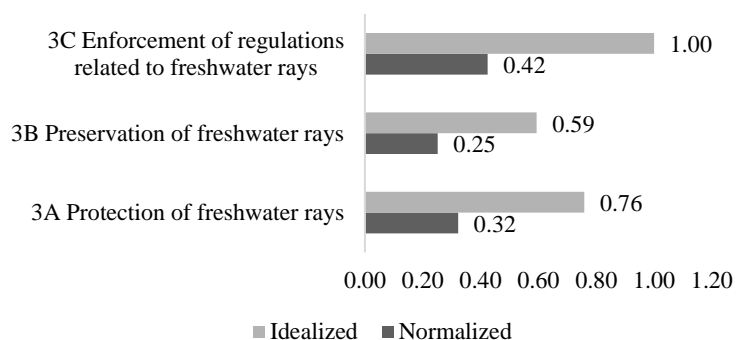 3C Enforcement of regulations
related to freshwater rays
1.00
0.42
3B Preservation of freshwater rays
0.59
0.25
3A Protection of freshwater rays
0.76
0.32
0.00 0.20 0.40 0.60 0.80 1.00 1.20
Idealized Normalized